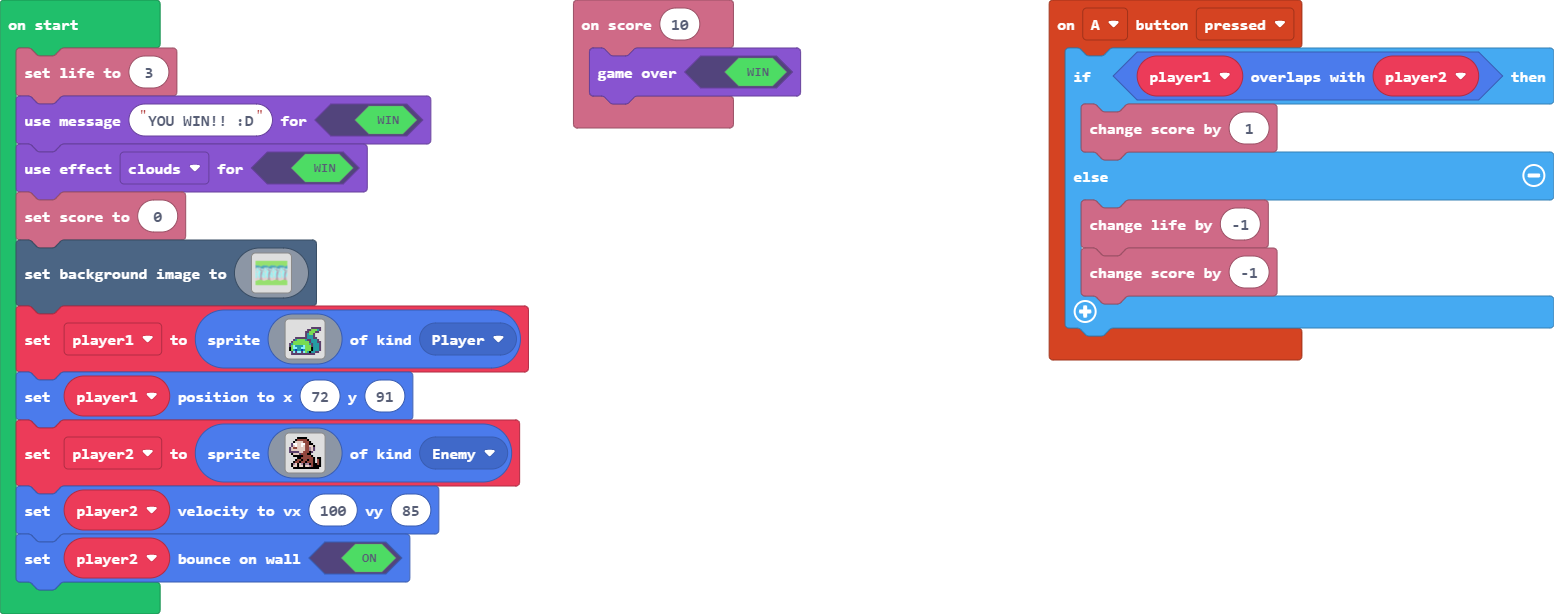 on start
set life to 3
use message "YOU WIN!! :D" for WIN
use effect clouds for WIN
set score to 0
set background image to
set player1 to sprite of kind Player
set player1 position to x 72 y 91
set player2 to sprite of kind Enemy
set player2 velocity to vx 100 vy 85
set player2 bounce on wall ON
on score 10
game over WIN
on A button pressed
if player1 overlaps with player2 then
change score by 1
else
change life by -1
change score by -1